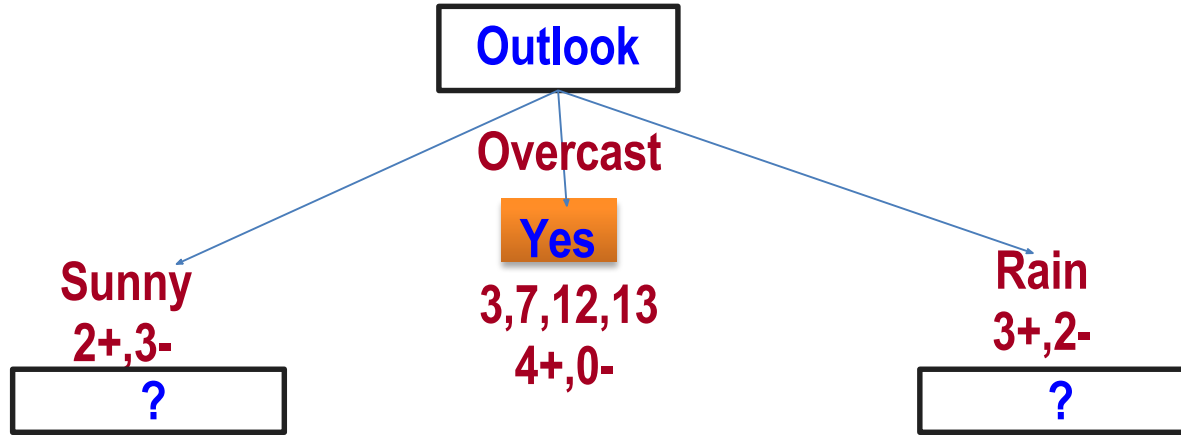 Outlook
Overcast
Yes
3,7,12,13
4+,0-
Sunny
2+,3-
?
Rain
3+,2-
?